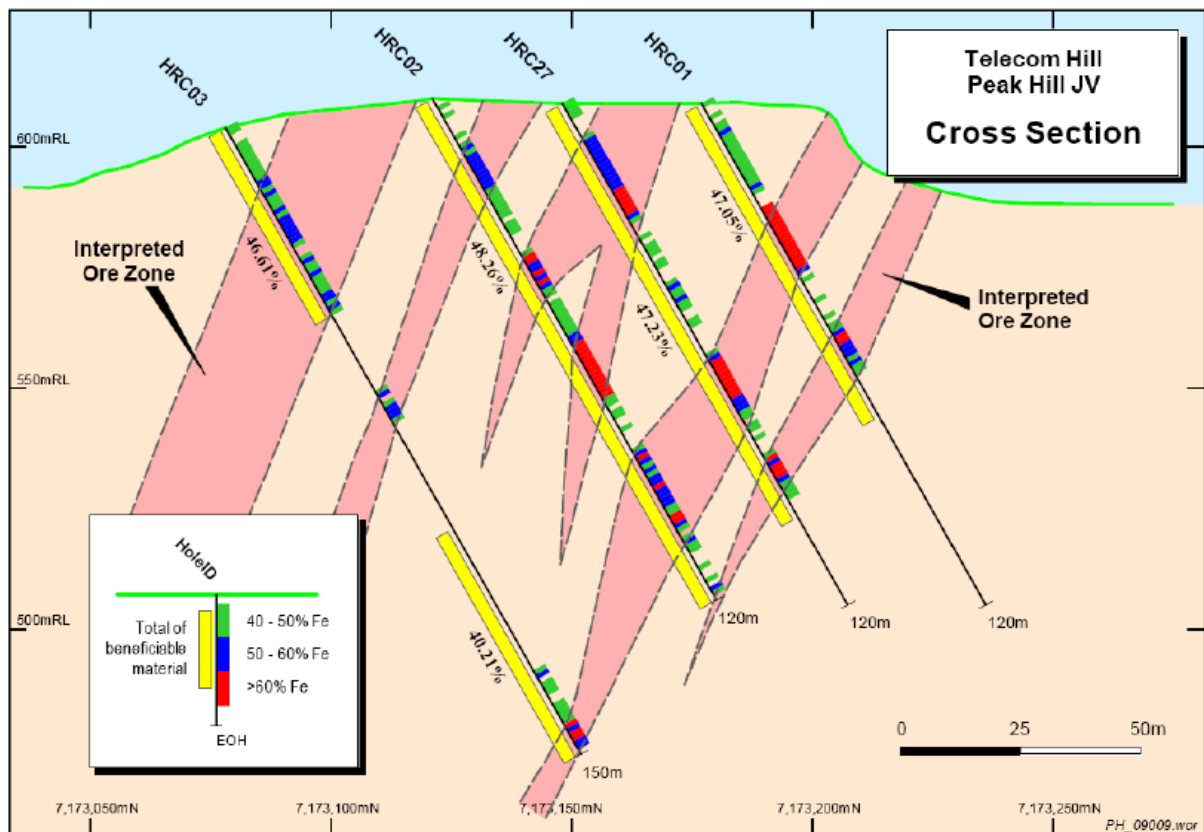 Telecom Hill
Peak Hill JV
Cross Section
HRC03
HRC02
HRC27
HRC01
600mRL
550mRL
500mRL
Interpreted
Ore Zone
Interpreted
Ore Zone
46.61%
48.26%
47.23%
47.05%
40.21%
120m
120m
120m
150m
HoleID
Total of
beneficiable
material
40 - 50% Fe
50 - 60% Fe
>60% Fe
EOH
0
25
50m
7,173,050mN
7,173,100mN
7,173,150mN
7,173,200mN
7,173,250mN
PH_09009.wor